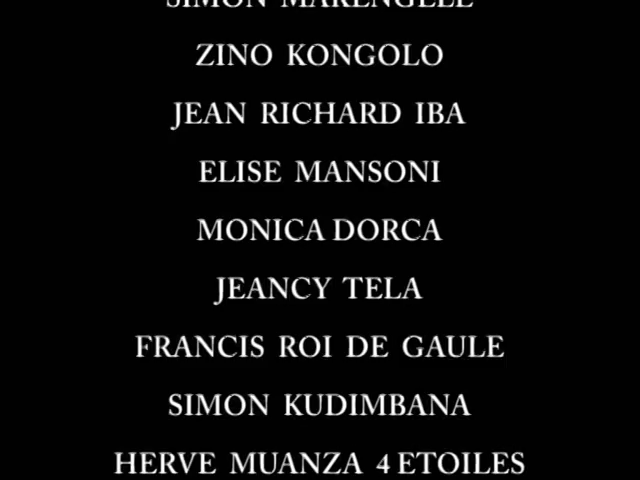 SIMON
ZINO KONGOLO
JEAN RICHARD IBA
ELISE MANSONI
MONICA DORCA
JEANCY TELA
FRANCIS ROI DE GAULE
SIMON KUDIMBANA
HERVE MUANZA 4 ETOILES